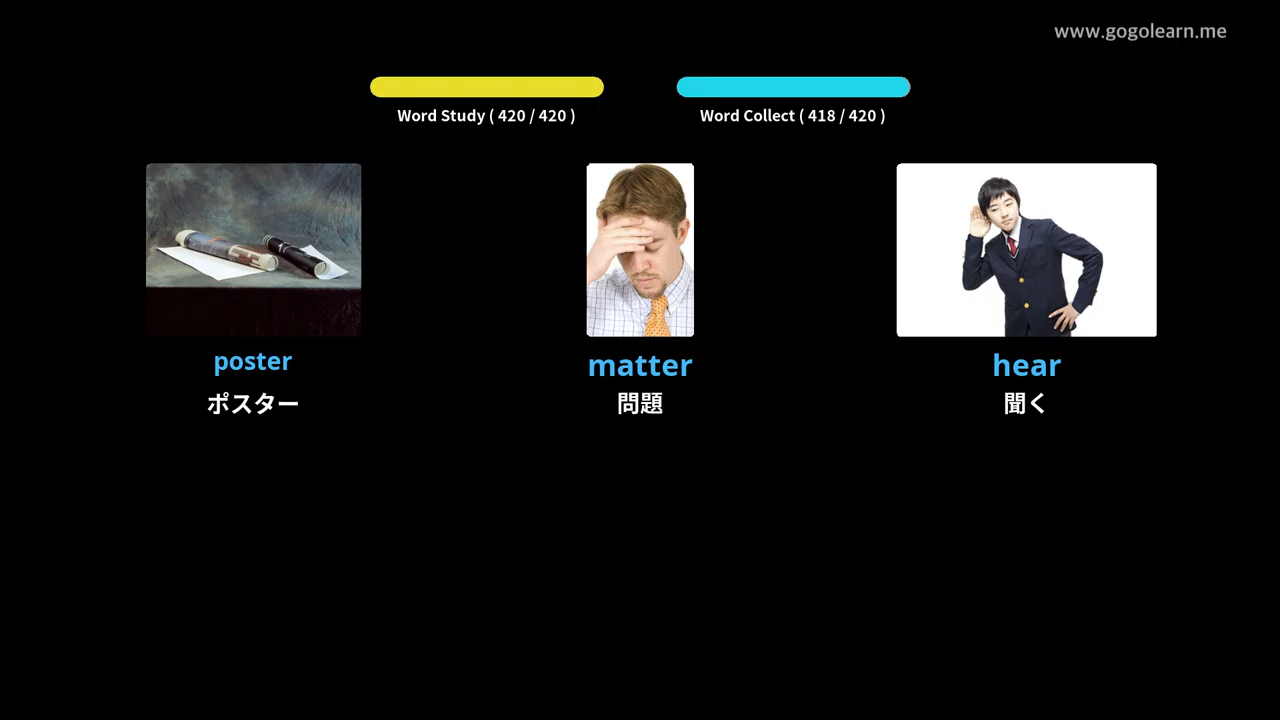 www.gogolearn.me
Word Study ( 420 / 420 )
Word Collect ( 418 / 420 )
poster
ポスター
matter
問題
hear
聞く